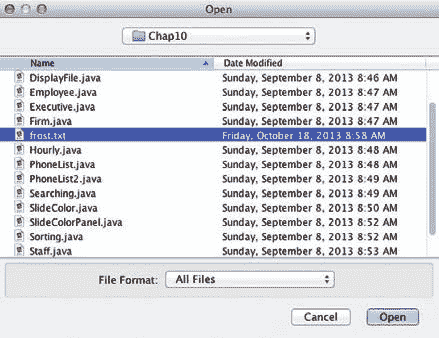 Open
Chap10
Name Date Modified
DisplayFile.java Sunday, September 8, 2013 8:46 AM
Employee.java Sunday, September 8, 2013 8:47 AM
Executive.java Sunday, September 8, 2013 8:47 AM
Firm.java Sunday, September 8, 2013 8:47 AM
frost.txt Friday, October 18, 2013 8:58 AM
Hourly.java Sunday, September 8, 2013 8:48 AM
PhoneList.java Sunday, September 8, 2013 8:48 AM
PhoneList2.java Sunday, September 8, 2013 8:49 AM
Searching.java Sunday, September 8, 2013 8:49 AM
SlideColor.java Sunday, September 8, 2013 8:50 AM
SlideColorPanel.java Sunday, September 8, 2013 8:52 AM
Sorting.java Sunday, September 8, 2013 8:52 AM
Staff.java Sunday, September 8, 2013 8:53 AM
File Format: All Files
Cancel Open